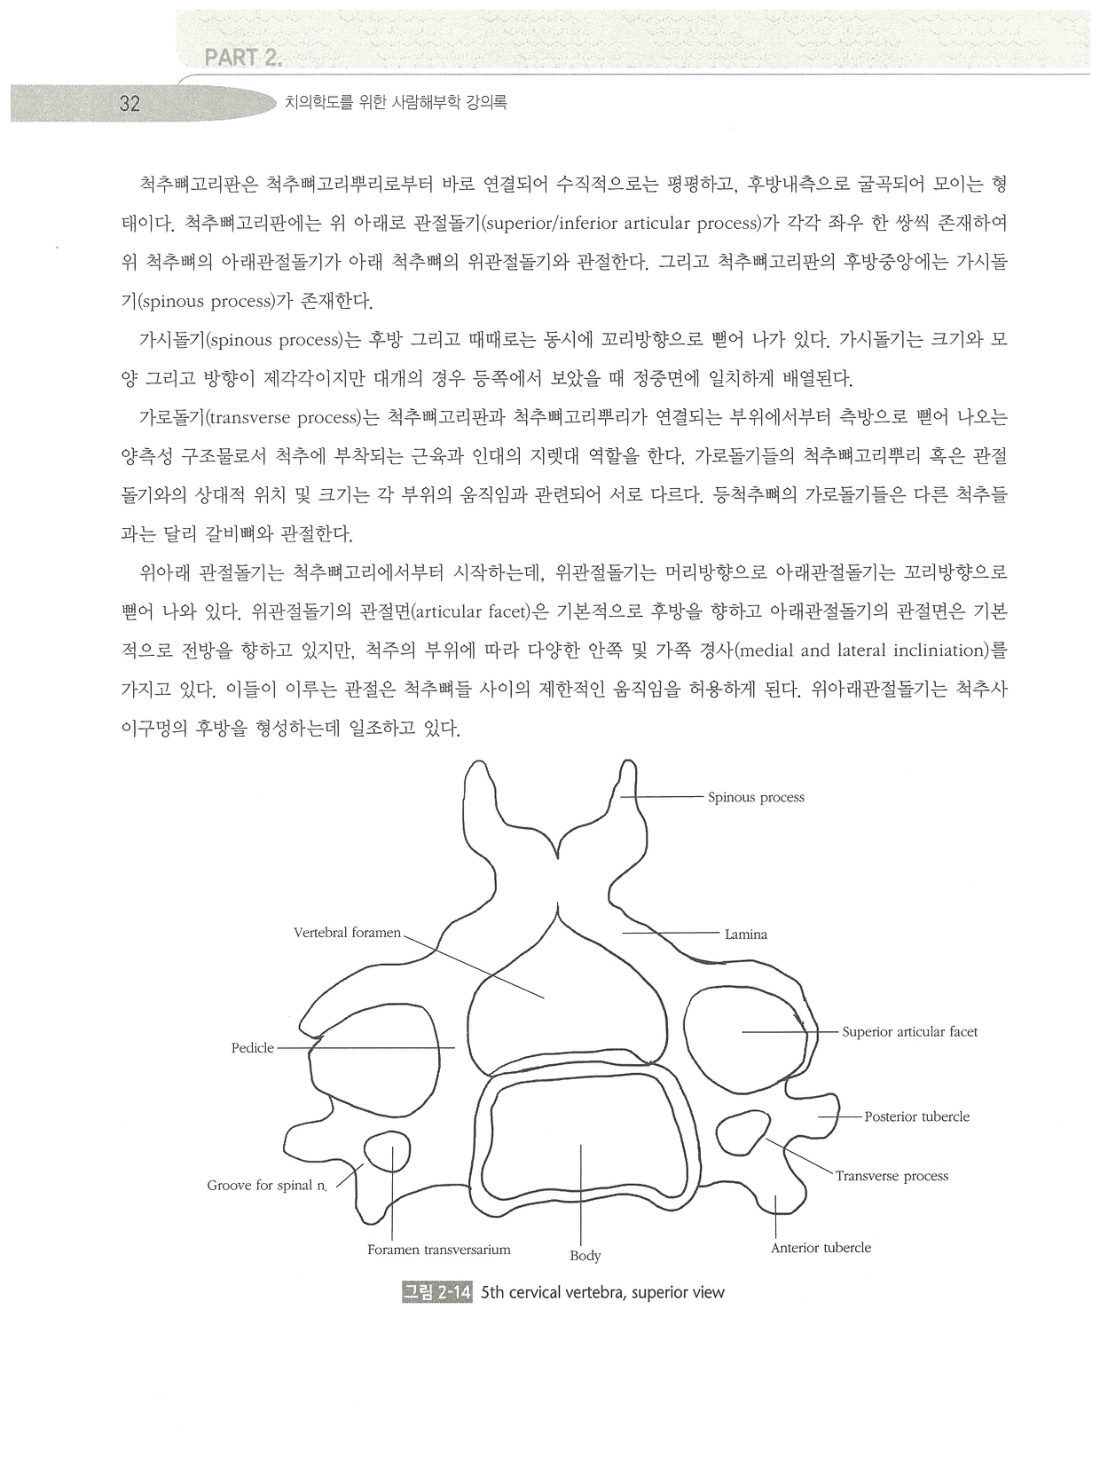 PART 2.
32
치의학도를 위한 사람해부학 강의록
척추뼈고리판은 척추뼈고리뿌리로부터 바로 연결되어 수직적으로는 평평하고, 후방내측으로 굴곡되어 모이는 형
태이다. 척추뼈고리판에는 위 아래로 관절돌기(superior/inferior articular process)가 각각 좌우 한 쌍씩 존재하여
위 척추뼈의 아래관절돌기가 아래 척추뼈의 위관절돌기와 관절한다. 그리고 척추뼈고리판의 후방중앙에는 가시돌
기(spinous process)가 존재한다.
가시돌기(spinous process)는 후방 그리고 때때로는 동시에 꼬리방향으로 뻗어 나가 있다. 가시돌기는 크기와 모
양 그리고 방향이 제각각이지만 대개의 경우 등쪽에서 보았을 때 정중면에 일치하게 배열된다.
가로돌기(transverse process)는 척추뼈고리판과 척추뼈고리뿌리가 연결되는 부위에서부터 측방으로 뻗어 나오는
양측성 구조물로서 척추에 부착되는 근육과 인대의 지렛대 역할을 한다. 가로돌기들의 척추뼈고리뿌리 혹은 관절
돌기와의 상대적 위치 및 크기는 각 부위의 움직임과 관련되어 서로 다르다. 등척추뼈의 가로돌기들은 다른 척추들
과는 달리 갈비뼈와 관절한다.
위아래 관절돌기는 척추뼈고리에서부터 시작하는데, 위관절돌기는 머리방향으로 아래관절돌기는 꼬리방향으로
뻗어 나와 있다. 위관절돌기의 관절면(articular facet)은 기본적으로 후방을 향하고 아래관절돌기의 관절면은 기본
적으로 전방을 향하고 있지만, 척주의 부위에 따라 다양한 안쪽 및 가쪽 경사(medial and lateral incliniation)를
가지고 있다. 이들이 이루는 관절은 척추뼈들 사이의 제한적인 움직임을 허용하게 된다. 위아래관절돌기는 척추사
이구멍의 후방을 형성하는데 일조하고 있다.
Spinous process
Vertebral foramen
Lamina
Superior articular facet
Pedicle
Posterior tubercle
Transverse process
Groove for spinal n.
Anterior tubercle
Foramen transversarium
Body
그림 2-14 5th cervical vertebra, superior view